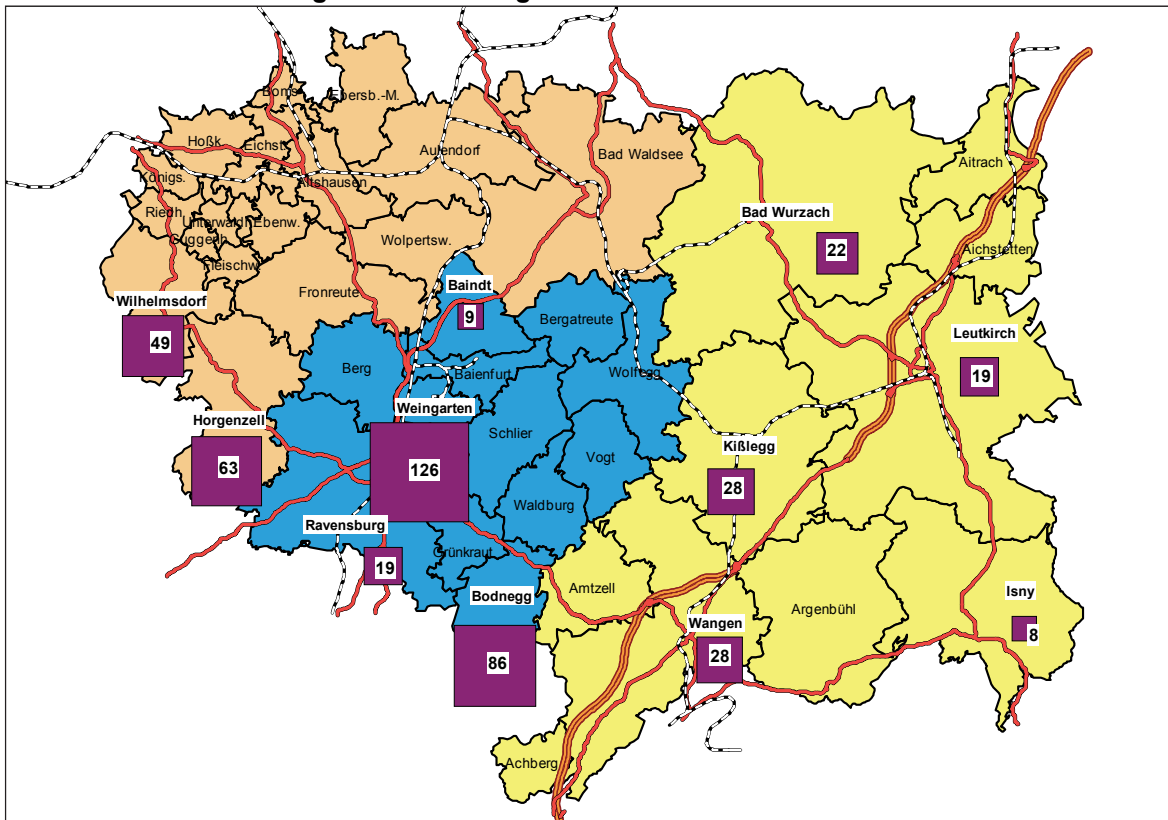 Boms
Ebersb.-M.
Hoßk.
Eichst.
Aulendorf
Bad Waldsee
Aitrach
Königs.
Altshausen
Riedh.
Unterwaldh.
Ebenw.
Guggenh.
Wolpertsw.
Bad Wurzach
22
Aichstetten
Fleischw.
Fronreute
Baindt
9
Wilhelmsdorf
49
Bergatreute
Leutkirch
19
Berg
Baienfurt
Wolfegg
Weingarten
126
Horgenzell
63
Schlier
Kißlegg
28
Vogt
Waldburg
Ravensburg
19
Grünkraut
Bodnegg
86
Amtzell
Argenbühl
Isny
8
Wangen
28
Achberg